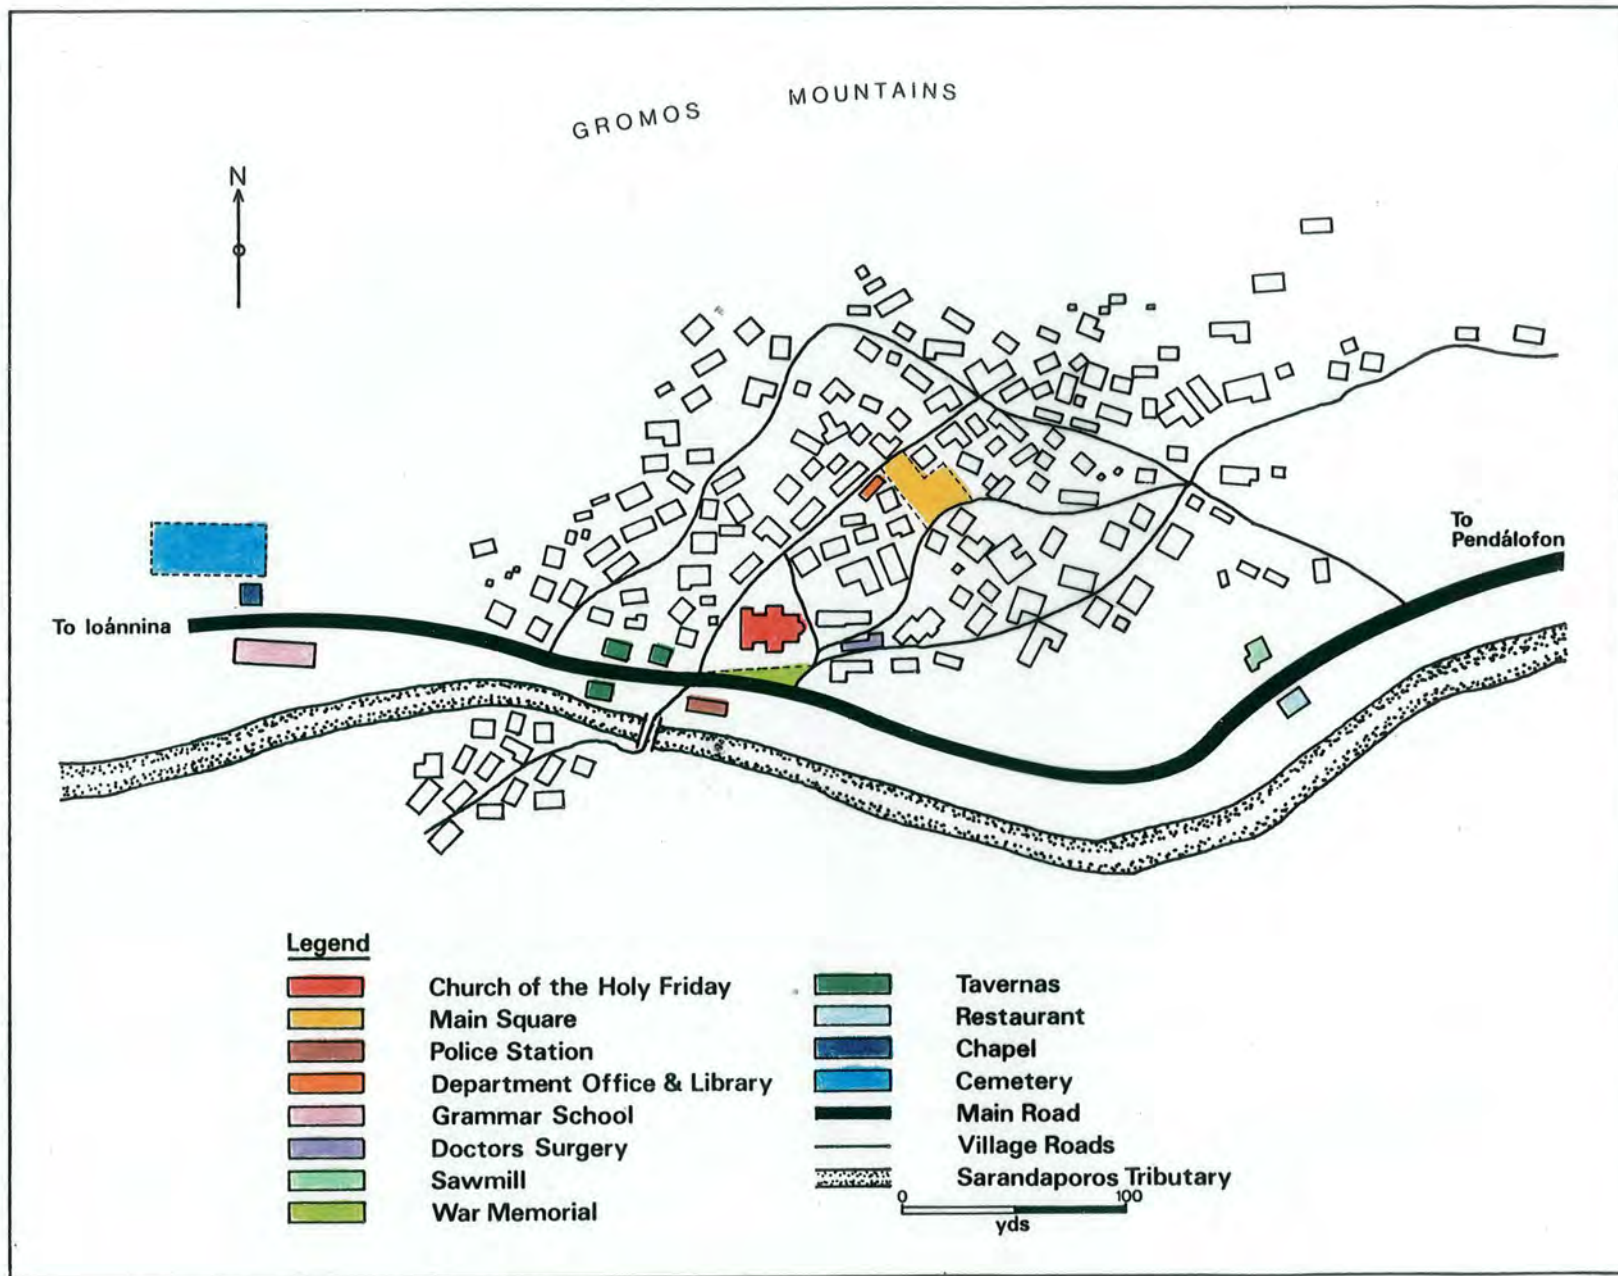 GROMOS MOUNTAINS
N
To
Pendálofon
To Ioánnina
Legend
Church of the Holy Friday
Main Square
Police Station
Department Office & Library
Grammar School
Doctors Surgery
Sawmill
War Memorial
Tavernas
Restaurant
Chapel
Cemetery
Main Road
Village Roads
Sarandaporos Tributary
0 100
yds